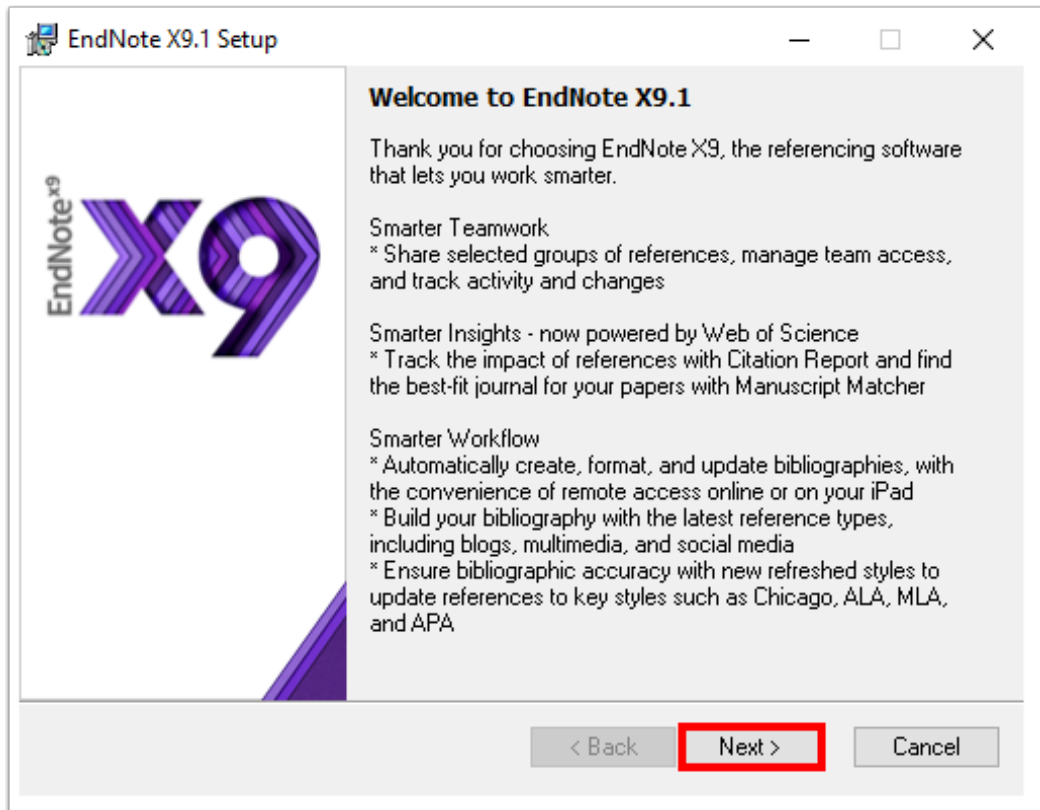 EndNote X9.1 Setup
Welcome to EndNote X9.1
Thank you for choosing EndNote X9, the referencing software
that lets you work smarter.
Smarter Teamwork
* Share selected groups of references, manage team access,
and track activity and changes
Smarter Insights - now powered by Web of Science
* Track the impact of references with Citation Report and find
the best-fit journal for your papers with Manuscript Matcher
Smarter Workflow
* Automatically create, format, and update bibliographies, with
the convenience of remote access online or on your iPad
* Build your bibliography with the latest reference types,
including blogs, multimedia, and social media
* Ensure bibliographic accuracy with new refreshed styles to
update references to key styles such as Chicago, ALA, MLA,
and APA
EndNote x9
X9
< Back
Next >
Cancel